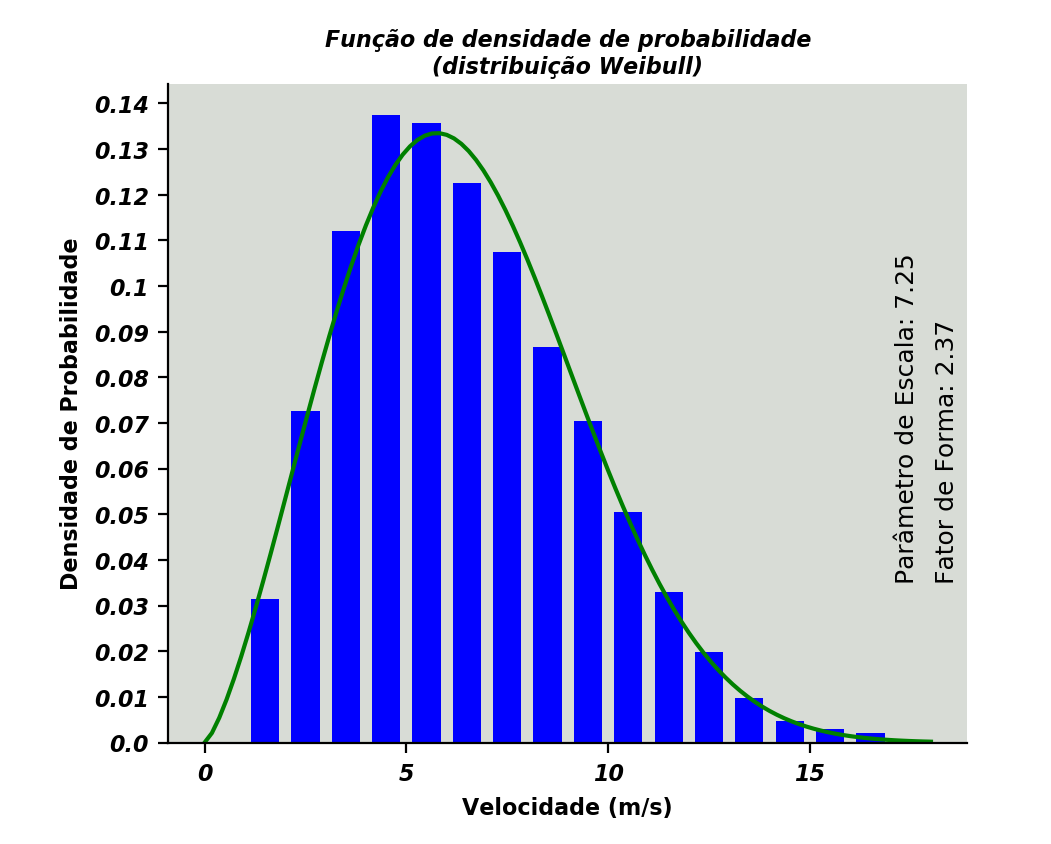 Função de densidade de probabilidade
(distribuição Weibull)
Densidade de Probabilidade
0.14
0.13
0.12
0.11
0.1
0.09
0.08
0.07
0.06
0.05
0.04
0.03
0.02
0.01
0.0
Parâmetro de Escala: 7.25
Fator de Forma: 2.37
0 5 10 15
Velocidade (m/s)